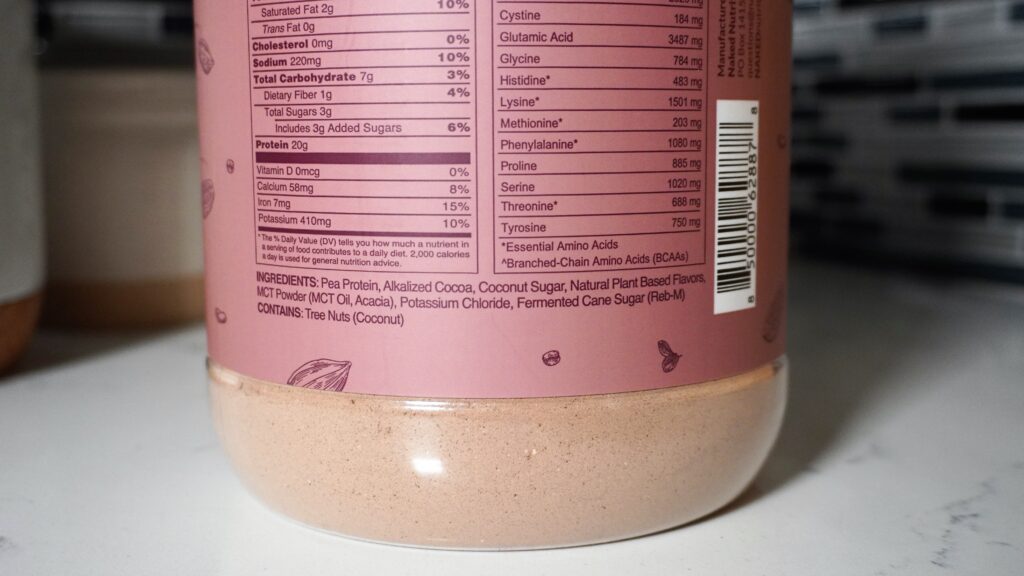 Saturated Fat 2g 10%
Trans Fat 0g
Cholesterol 0mg 0%
Sodium 220mg 10%
Total Carbohydrate 7g 3%
Dietary Fiber 1g 4%
Total Sugars 3g
Includes 3g Added Sugars 6%
Protein 20g
Vitamin D 0mcg 0%
Calcium 58mg 8%
Iron 7mg 15%
Potassium 410mg 10%
*The % Daily Value (DV) tells you how much a nutrient in
a serving of food contributes to a daily diet. 2,000 calories
a day is used for general nutrition advice.
Cystine 184 mg
Glutamic Acid 3487 mg
Glycine 784 mg
Histidine* 483 mg
Lysine* 1501 mg
Methionine* 203 mg
Phenylalanine* 1080 mg
Proline 885 mg
Serine 1020 mg
Threonine* 688 mg
Tyrosine 750 mg
*Essential Amino Acids
^Branched-Chain Amino Acids (BCAAs)
INGREDIENTS: Pea Protein, Alkalized Cocoa, Coconut Sugar, Natural Plant Based Flavors,
MCT Powder (MCT Oil, Acacia), Potassium Chloride, Fermented Cane Sugar (Reb-M)
CONTAINS: Tree Nuts (Coconut)
Manufacture
Naked Nutri
PO Box 1415
8 50000 62887 8